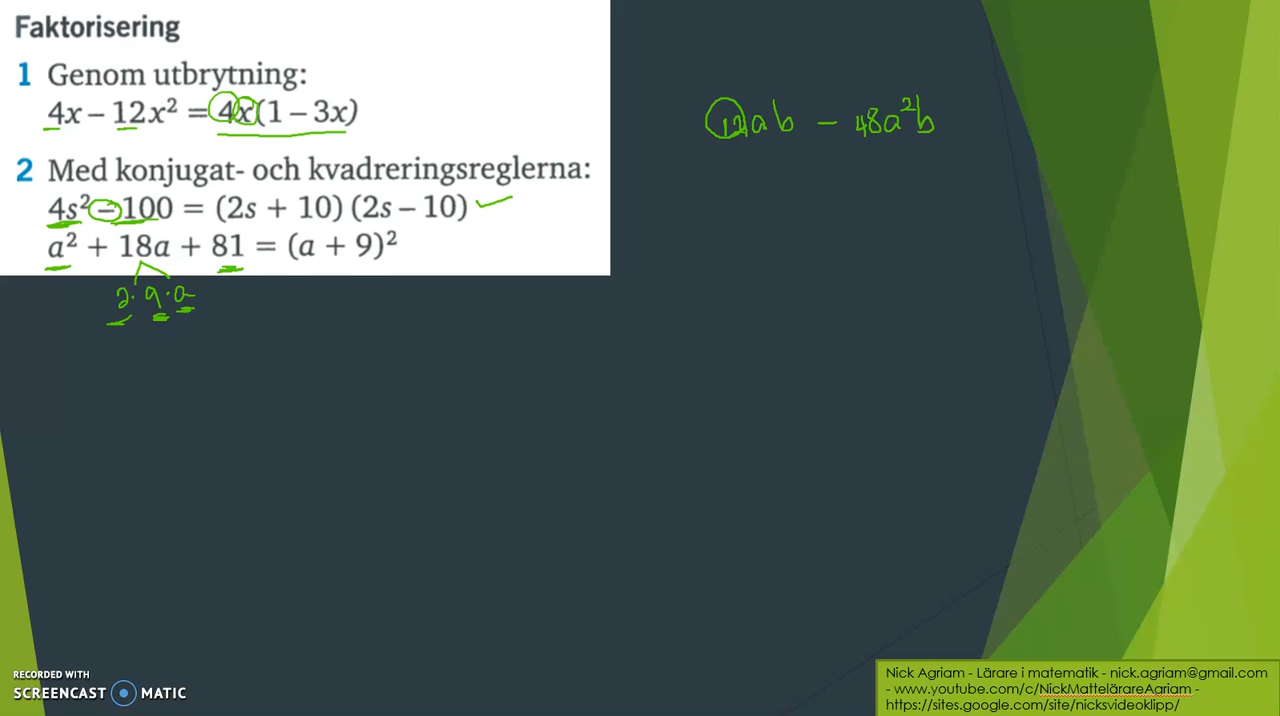 Faktorisering
1 Genom utbrytning:
4x – 12x² = 4x(1 – 3x)
2 Med konjugat- och kvadreringsreglerna:
4s² – 100 = (2s + 10) (2s – 10)
a² + 18a + 81 = (a + 9)²
2 · 9 · a
12ab – 48a²b
RECORDED WITH
SCREENCAST MATIC
Nick Agriam - Lärare i matematik - nick.agriam@gmail.com
- www.youtube.com/c/NickMattelärareAgriam -
https://sites.google.com/site/nicksvideoklipp/